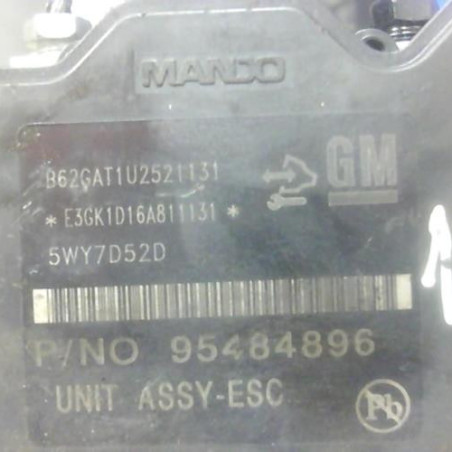 MANDO
B62GAT1U2521131
GM
*E3GK1D16A811131*
5WY7D52D
P/NO 95484896
UNIT ASSY-ESC
Pb